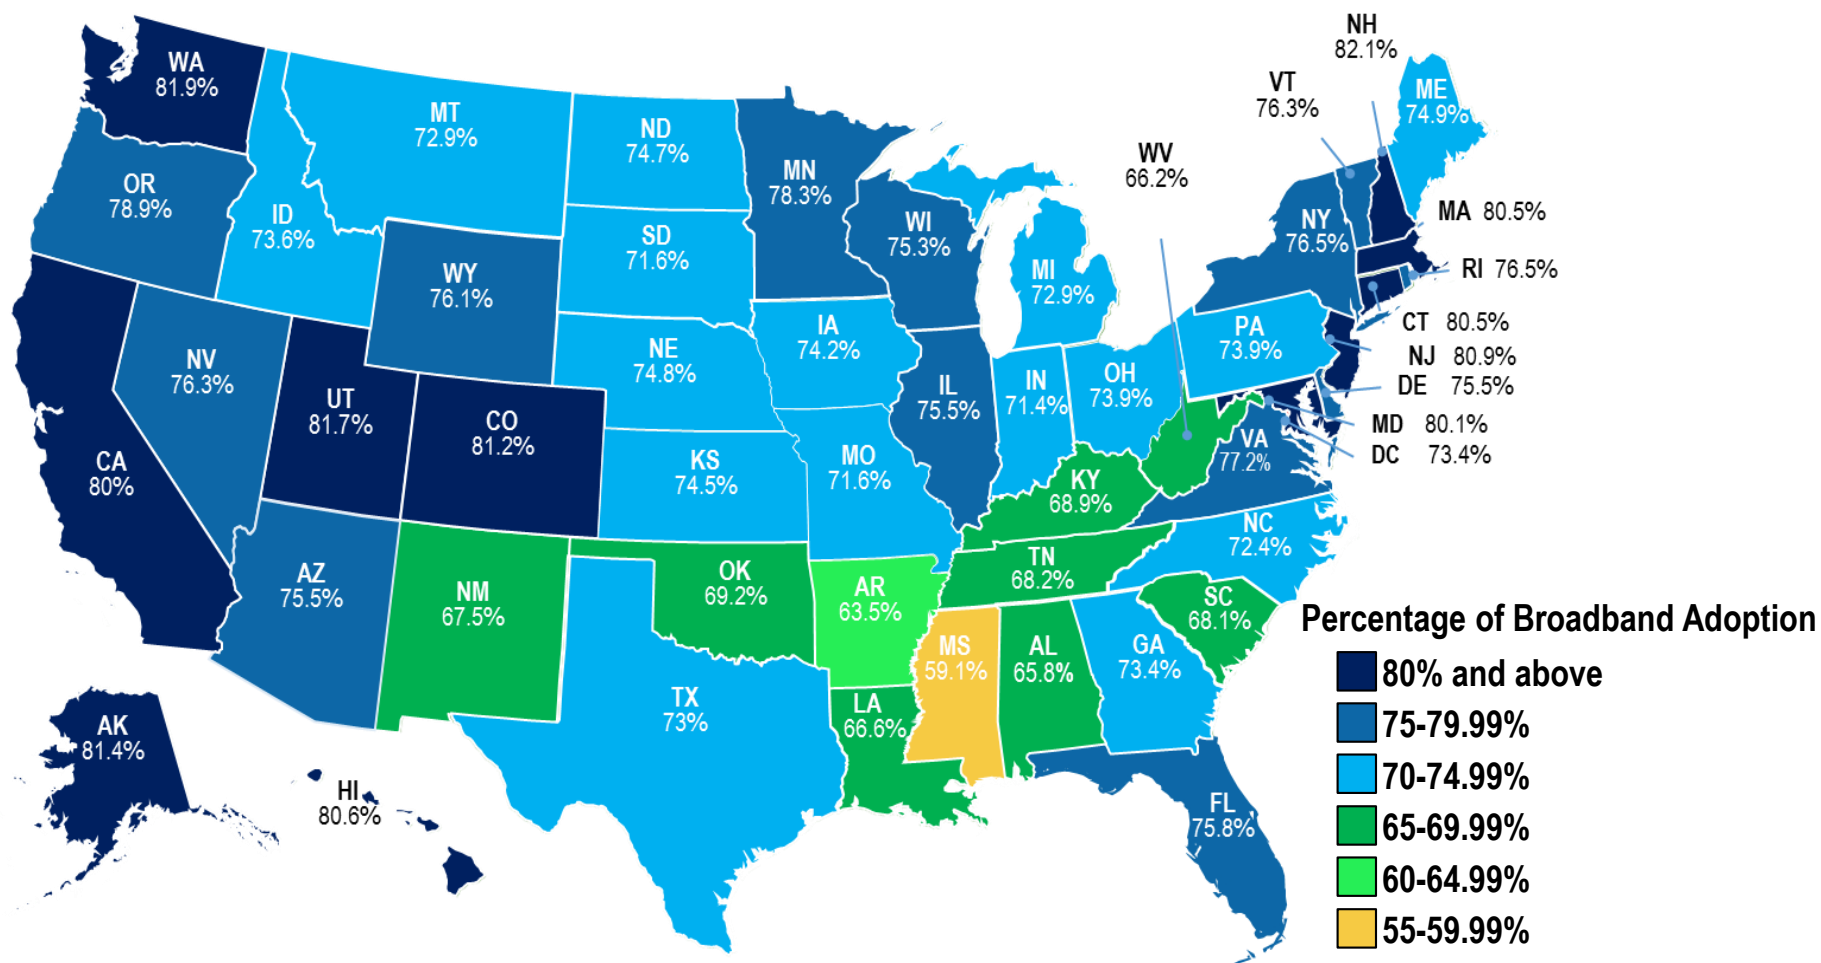 NH
82.1%
VT
76.3%
ME
74.9%
WA
81.9%
MT
72.9%
ND
74.7%
MN
78.3%
WV
66.2%
OR
78.9%
ID
73.6%
SD
71.6%
WI
75.3%
NY
76.5%
MA 80.5%
RI 76.5%
WY
76.1%
MI
72.9%
CT 80.5%
NJ 80.9%
DE 75.5%
MD 80.1%
DC 73.4%
NV
76.3%
UT
81.7%
CO
81.2%
NE
74.8%
IA
74.2%
IL
75.5%
IN
71.4%
OH
73.9%
PA
73.9%
CA
80%
KS
74.5%
MO
71.6%
KY
68.9%
VA
77.2%
NC
72.4%
AZ
75.5%
NM
67.5%
OK
69.2%
AR
63.5%
TN
68.2%
SC
68.1%
MS
59.1%
AL
65.8%
GA
73.4%
TX
73%
LA
66.6%
FL
75.8%
AK
81.4%
HI
80.6%
Percentage of Broadband Adoption
80% and above
75-79.99%
70-74.99%
65-69.99%
60-64.99%
55-59.99%